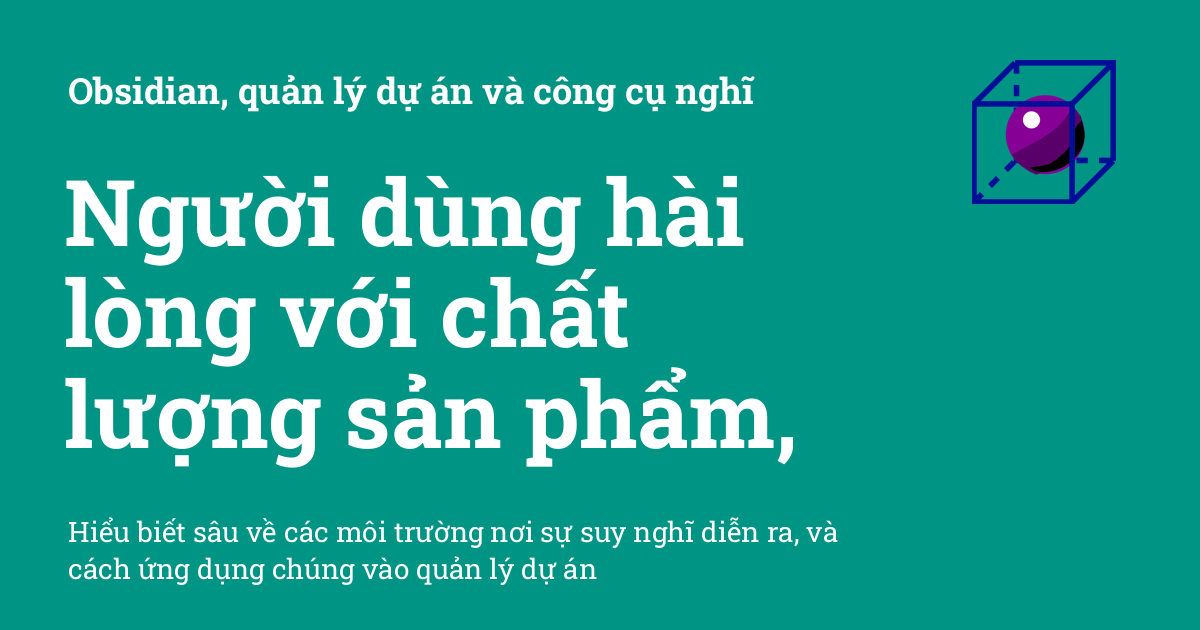 Obsidian, quản lý dự án và công cụ nghĩ
Người dùng hài
lòng với chất
lượng sản phẩm,
Hiểu biết sâu về các môi trường nơi sự suy nghĩ diễn ra, và
cách ứng dụng chúng vào quản lý dự án